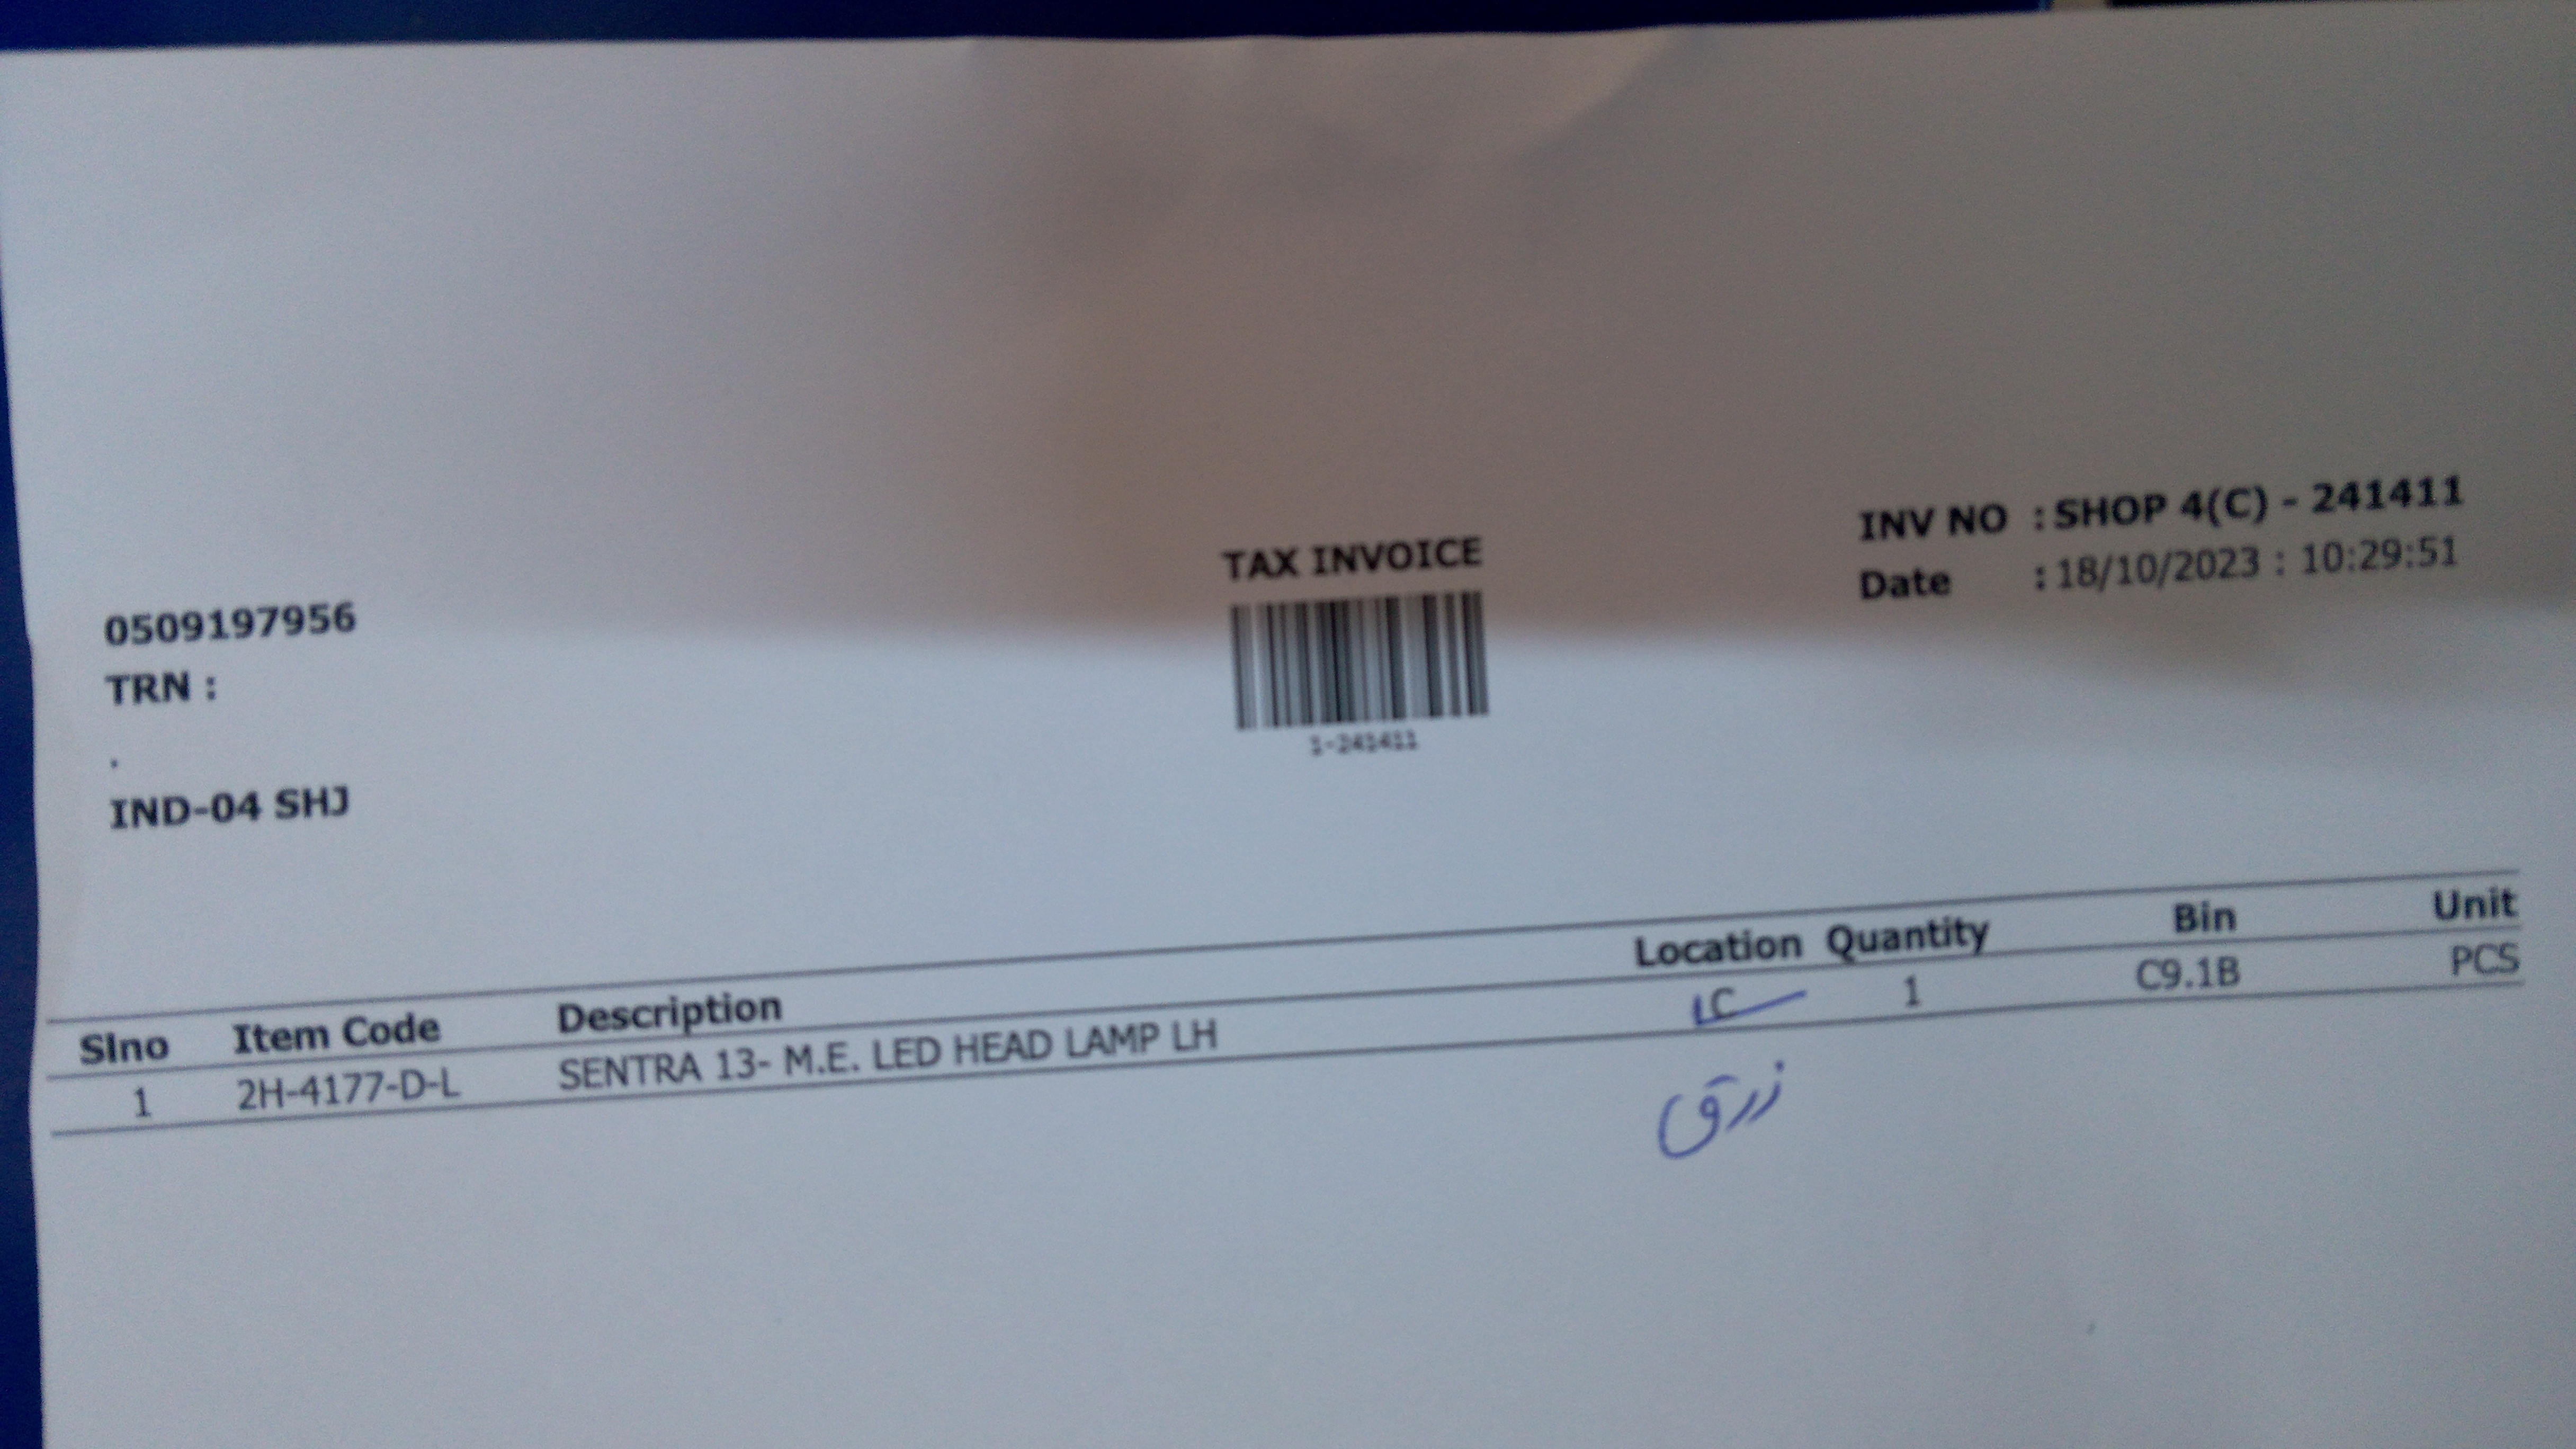 INV NO : SHOP 4(C) - 241411
TAX INVOICE
Date : 18/10/2023 : 10:29:51
0509197956
TRN :
.
1-241411
IND-04 SHJ
Slno Item Code Description Location Quantity Bin Unit
1 2H-4177-D-L SENTRA 13- M.E. LED HEAD LAMP LH C 1 C9.1B PCS
زرق